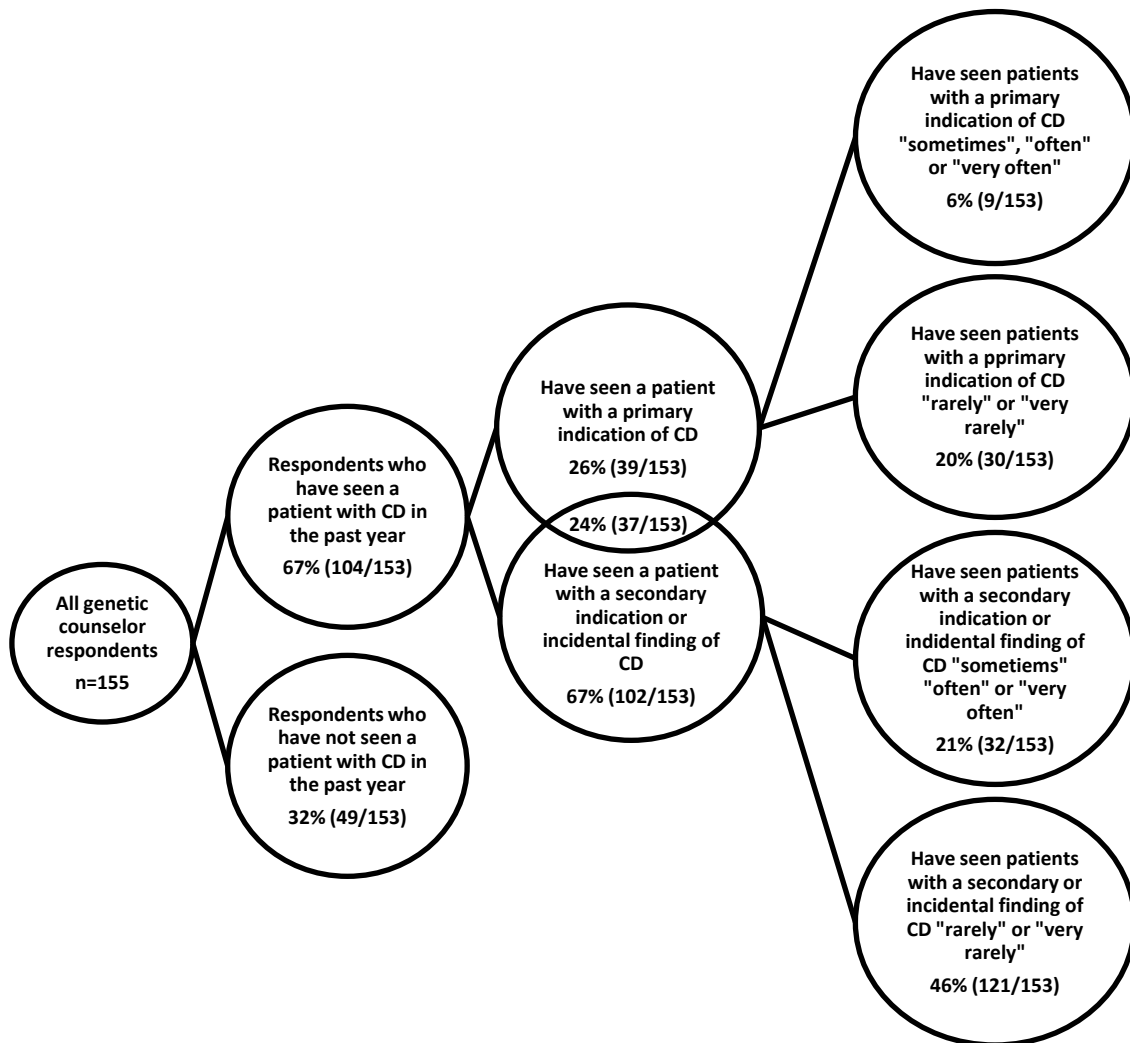 All genetic
counselor
respondents
n=155
Respondents who
have seen a
patient with CD in
the past year
67% (104/153)
Respondents who
have not seen a
patient with CD in
the past year
32% (49/153)
Have seen a patient
with a primary
indication of CD
26% (39/153)
24% (37/153)
Have seen a patient
with a secondary
indication or
incidental finding of
CD
67% (102/153)
Have seen patients
with a primary
indication of CD
"sometimes", "often"
or "very often"
6% (9/153)
Have seen patients
with a pprimary
indication of CD
"rarely" or "very
rarely"
20% (30/153)
Have seen patients
with a secondary
indication or
indidental finding of
CD "sometiems"
"often" or "very
often"
21% (32/153)
Have seen patients
with a secondary or
incidental finding of
CD "rarely" or "very
rarely"
46% (121/153)